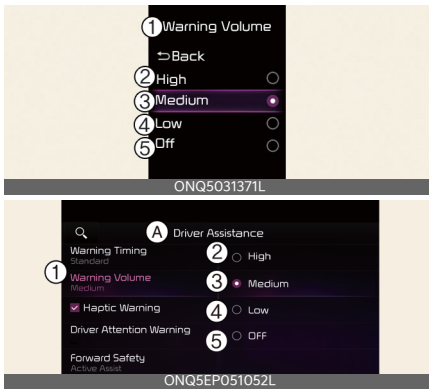 ① Warning Volume
⮌ Back
② High
③ Medium
④ Low
⑤ Off
ONQ5031371L
A Driver Assistance
Warning Timing
Standard
② High
① Warning Volume
Medium
③ Medium
Haptic Warning
④ Low
Driver Attention Warning
⑤ OFF
Forward Safety
Active Assist
ONQ5EP051052L